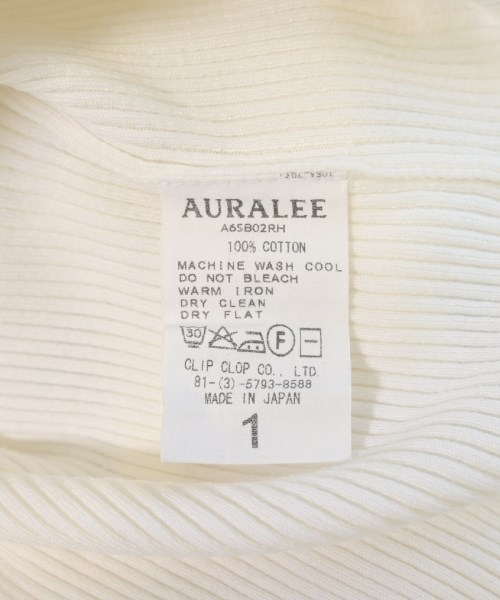 AURALEE
A6SB02RH
100% COTTON
MACHINE WASH COOL
DO NOT BLEACH
WARM IRON
DRY CLEAN
DRY FLAT
30 F
CLIP CLOP CO., LTD.
81-(3)-5793-8588
MADE IN JAPAN
1